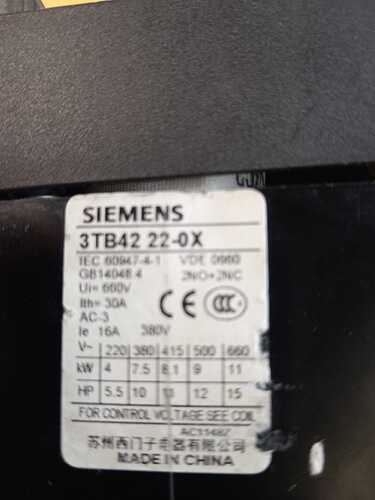 SIEMENS
3TB42 22-0X
IEC 60947-4-1 VDE 0660
GB14048.4 2NO+2NC
Ui= 660V
Ith= 30A
AC-3
Ie 16A 380V
CE CCC
V~ 220 380 415 500 660
kW 4 7.5 8.1 9 11
HP 5.5 10 11 12 15
FOR CONTROL VOLTAGE SEE COIL
苏州西门子电器有限公司
MADE IN CHINA